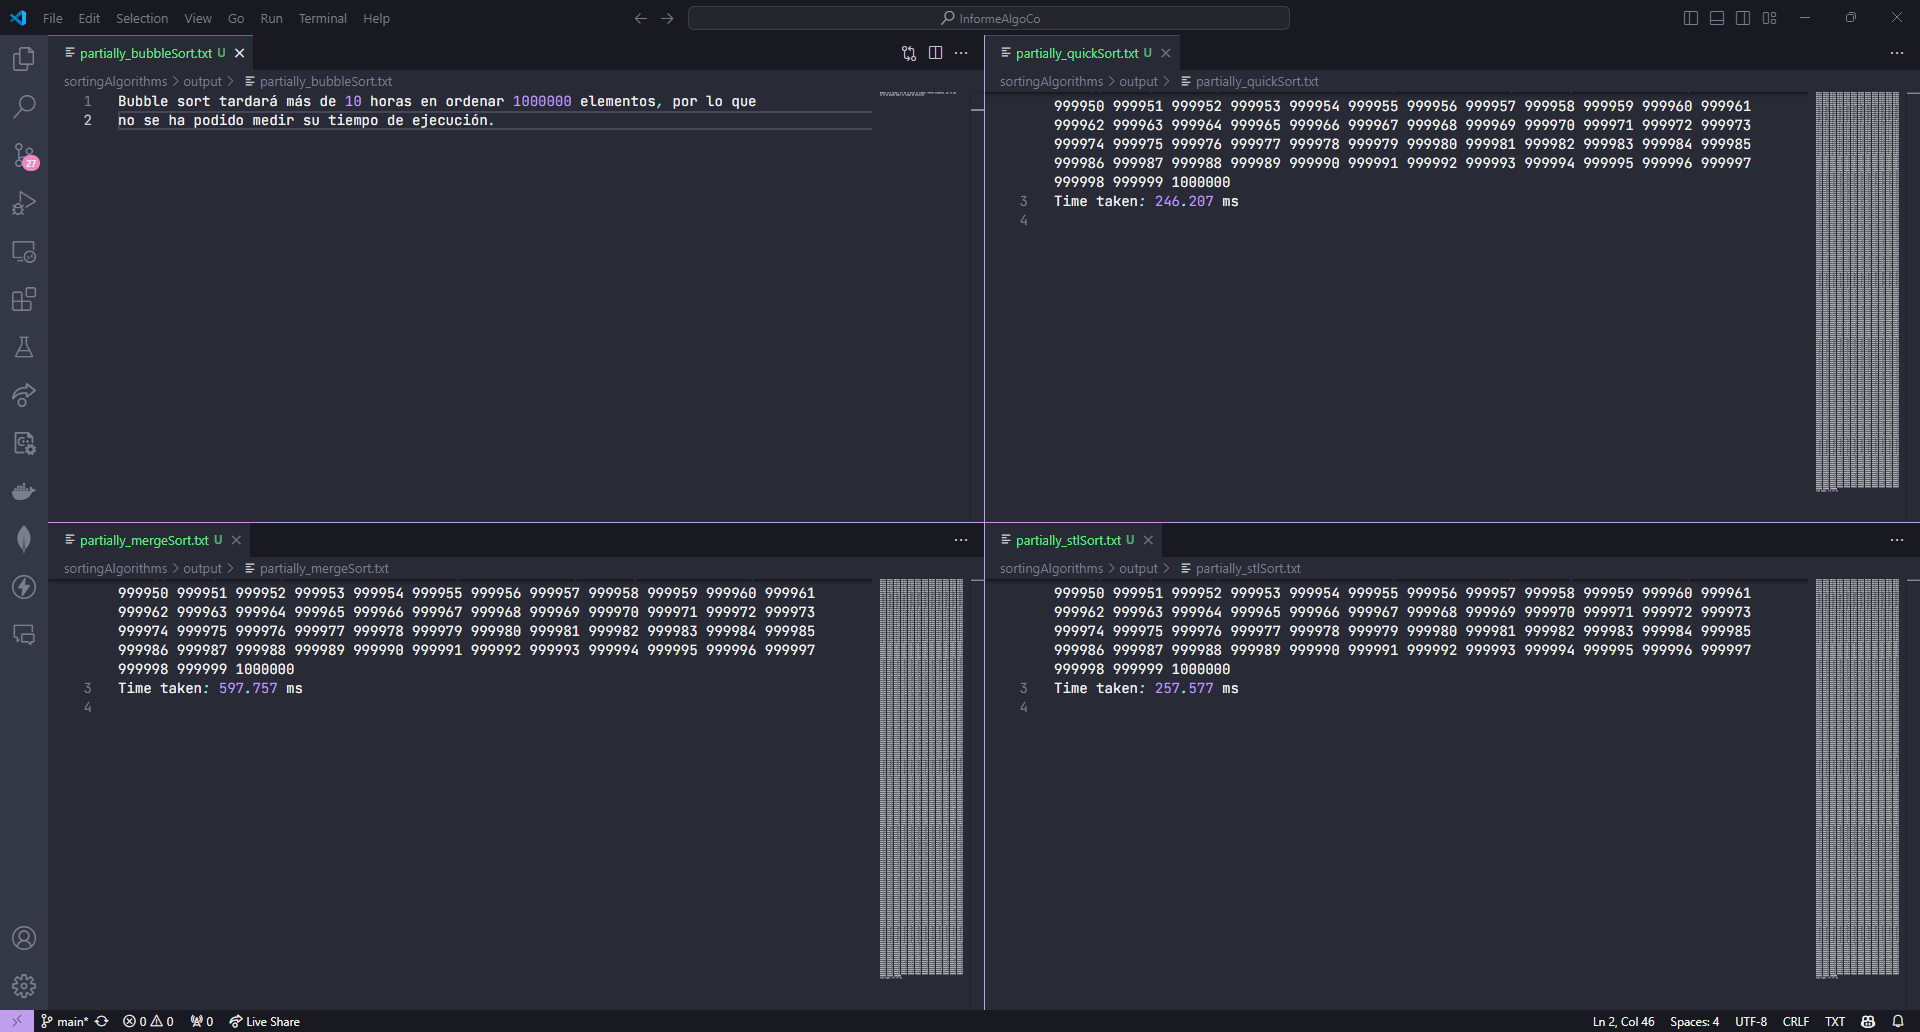 File Edit Selection View Go Run Terminal Help
InformeAlgoCo
partially_bubbleSort.txt U
sortingAlgorithms > output > partially_bubbleSort.txt
1 Bubble sort tardará más de 10 horas en ordenar 1000000 elementos, por lo que
2 no se ha podido medir su tiempo de ejecución.
partially_quickSort.txt U
sortingAlgorithms > output > partially_quickSort.txt
999950 999951 999952 999953 999954 999955 999956 999957 999958 999959 999960 999961
999962 999963 999964 999965 999966 999967 999968 999969 999970 999971 999972 999973
999974 999975 999976 999977 999978 999979 999980 999981 999982 999983 999984 999985
999986 999987 999988 999989 999990 999991 999992 999993 999994 999995 999996 999997
999998 999999 1000000
3 Time taken: 246.207 ms
4
27
partially_mergeSort.txt U
sortingAlgorithms > output > partially_mergeSort.txt
999950 999951 999952 999953 999954 999955 999956 999957 999958 999959 999960 999961
999962 999963 999964 999965 999966 999967 999968 999969 999970 999971 999972 999973
999974 999975 999976 999977 999978 999979 999980 999981 999982 999983 999984 999985
999986 999987 999988 999989 999990 999991 999992 999993 999994 999995 999996 999997
999998 999999 1000000
3 Time taken: 597.757 ms
4
partially_stlSort.txt U
sortingAlgorithms > output > partially_stlSort.txt
999950 999951 999952 999953 999954 999955 999956 999957 999958 999959 999960 999961
999962 999963 999964 999965 999966 999967 999968 999969 999970 999971 999972 999973
999974 999975 999976 999977 999978 999979 999980 999981 999982 999983 999984 999985
999986 999987 999988 999989 999990 999991 999992 999993 999994 999995 999996 999997
999998 999999 1000000
3 Time taken: 257.577 ms
4
main* 0 0 0 Live Share Ln 2, Col 46 Spaces: 4 UTF-8 CRLF TXT